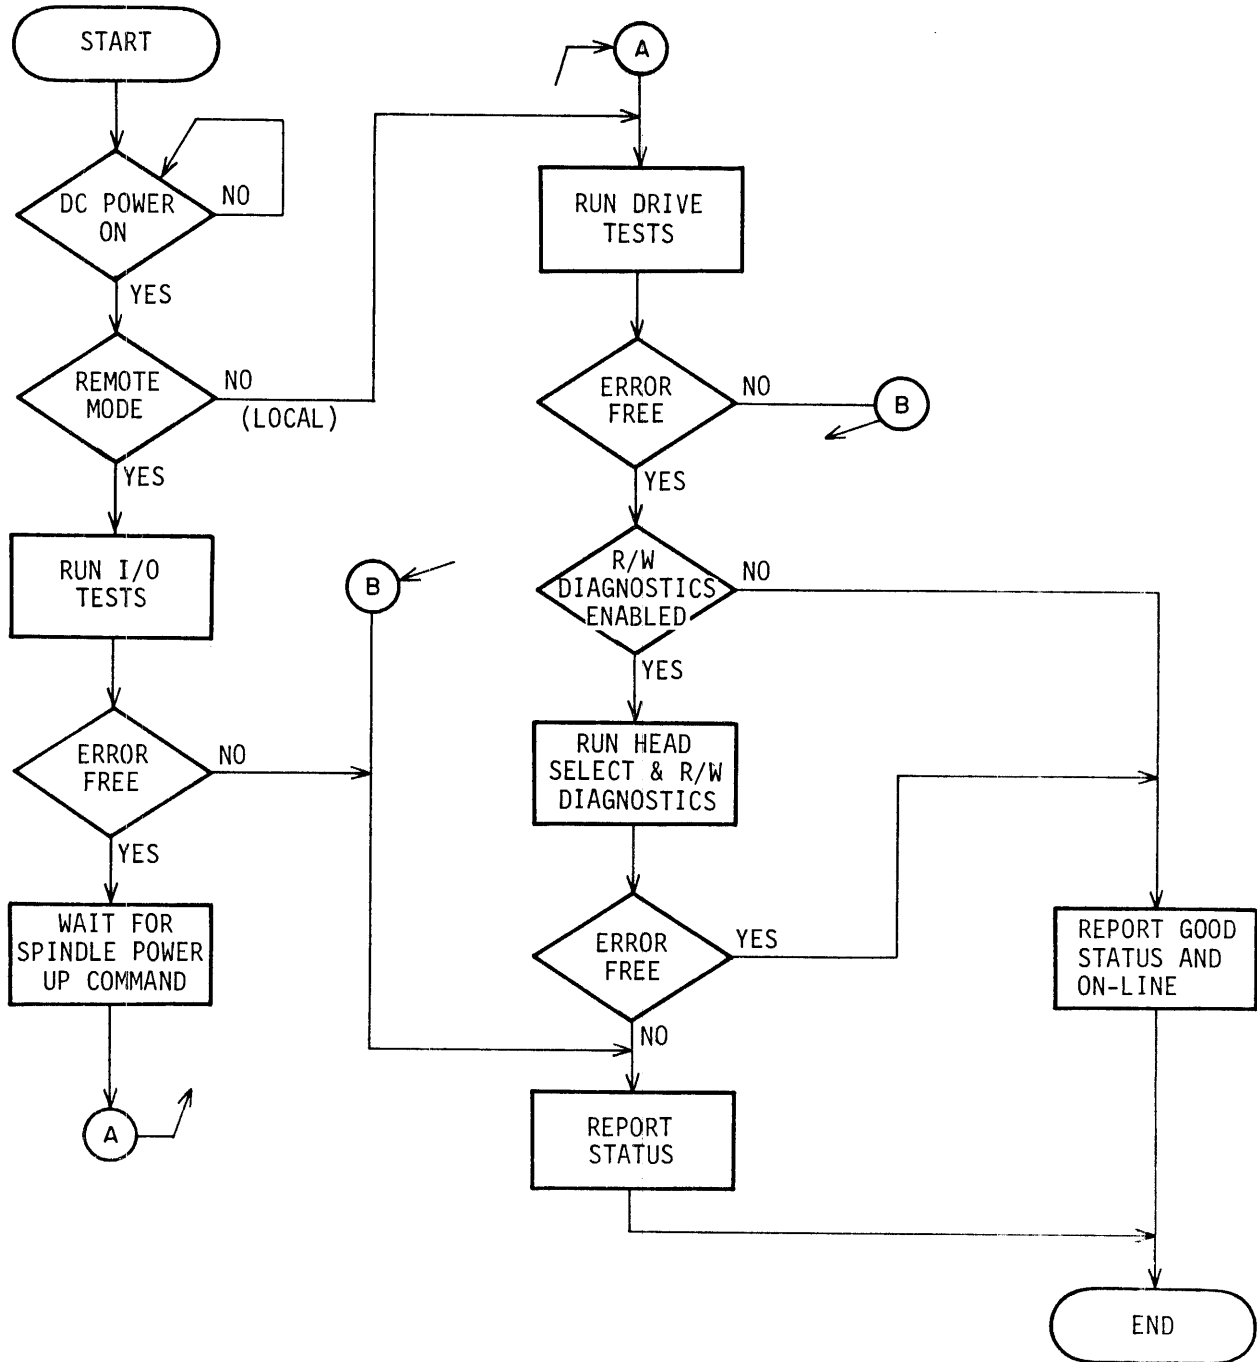 START
DC POWER
ON
NO
YES
REMOTE
MODE
NO
(LOCAL)
YES
RUN I/O
TESTS
ERROR
FREE
NO
YES
WAIT FOR
SPINDLE POWER
UP COMMAND
A
B
A
RUN DRIVE
TESTS
ERROR
FREE
NO
B
YES
R/W
DIAGNOSTICS
ENABLED
NO
YES
RUN HEAD
SELECT & R/W
DIAGNOSTICS
ERROR
FREE
YES
NO
REPORT
STATUS
REPORT GOOD
STATUS AND
ON-LINE
END